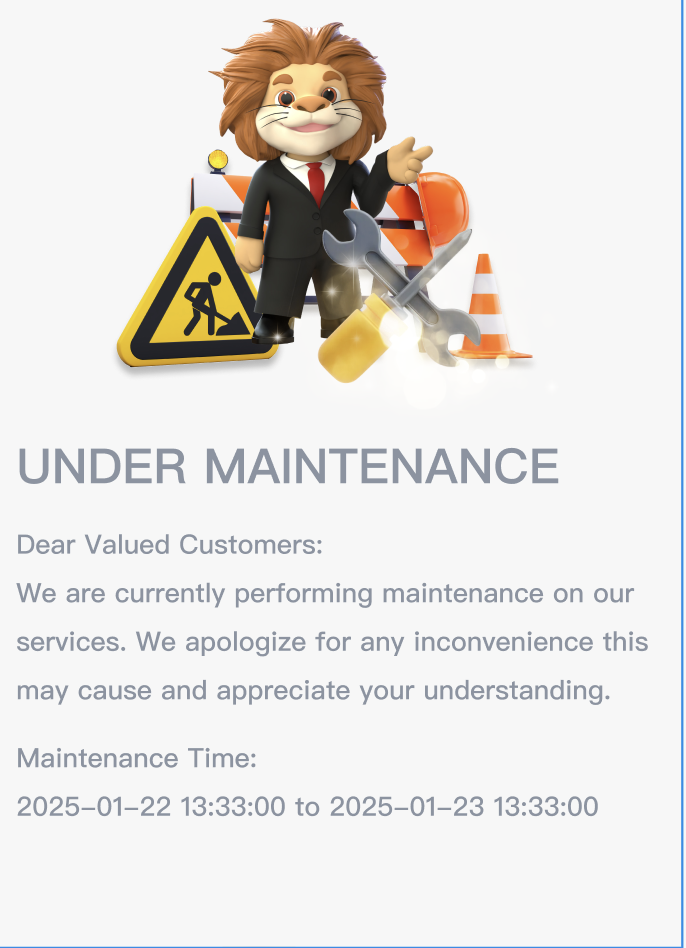 UNDER MAINTENANCE
Dear Valued Customers:
We are currently performing maintenance on our
services. We apologize for any inconvenience this
may cause and appreciate your understanding.
Maintenance Time:
2025–01–22 13:33:00 to 2025–01–23 13:33:00